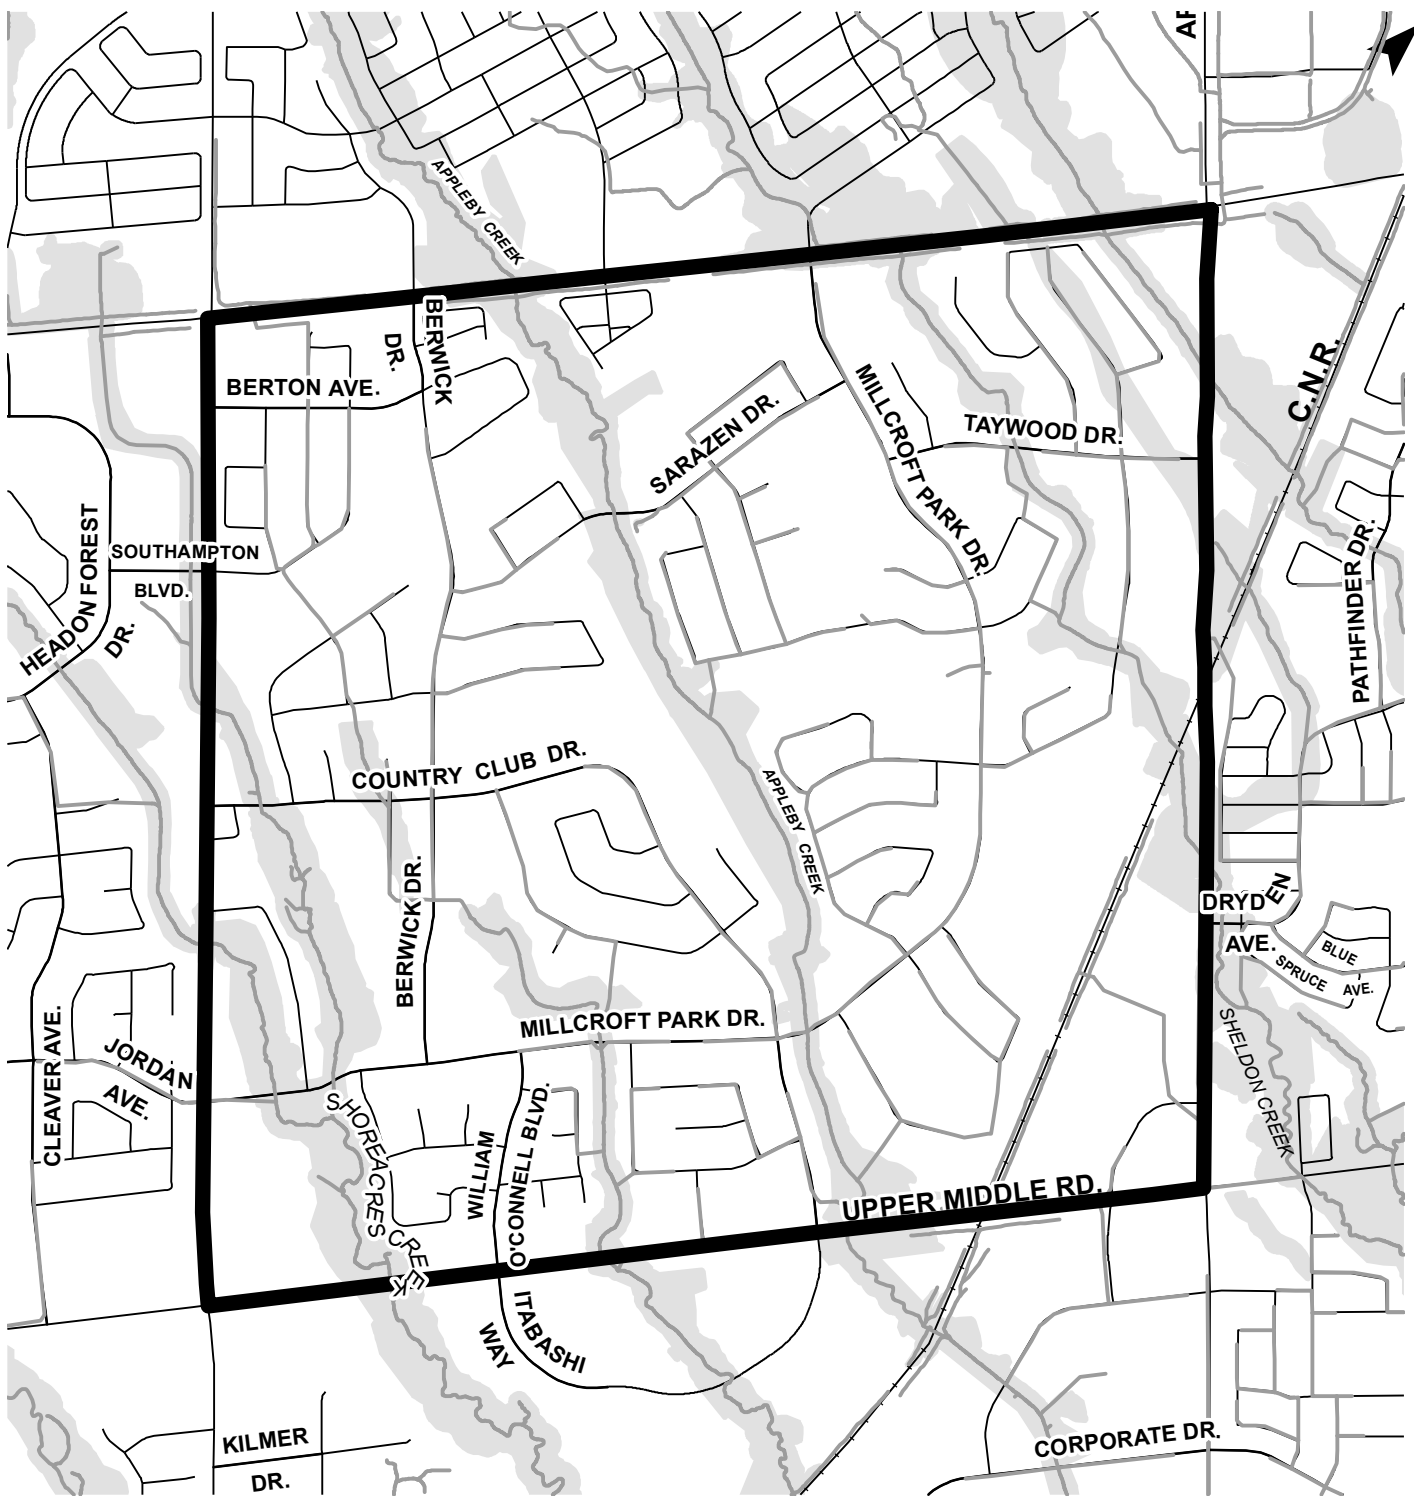 AP
APPLEBY CREEK
BERWICK
DR.
BERTON AVE.
MILLCROFT PARK DR.
SARAZEN DR.
TAYWOOD DR.
C.N.R.
PATHFINDER DR.
HEADON FOREST
DR.
SOUTHAMPTON
BLVD.
COUNTRY CLUB DR.
APPLEBY CREEK
BERWICK DR.
DRYDEN
AVE.
BLUE
SPRUCE AVE.
MILLCROFT PARK DR.
CLEAVER AVE.
JORDAN
AVE.
SHELDON CREEK
SHOREACRES
CREEK
WILLIAM
O'CONNELL BLVD.
UPPER MIDDLE RD.
ITABASHI
WAY
KILMER
DR.
CORPORATE DR.